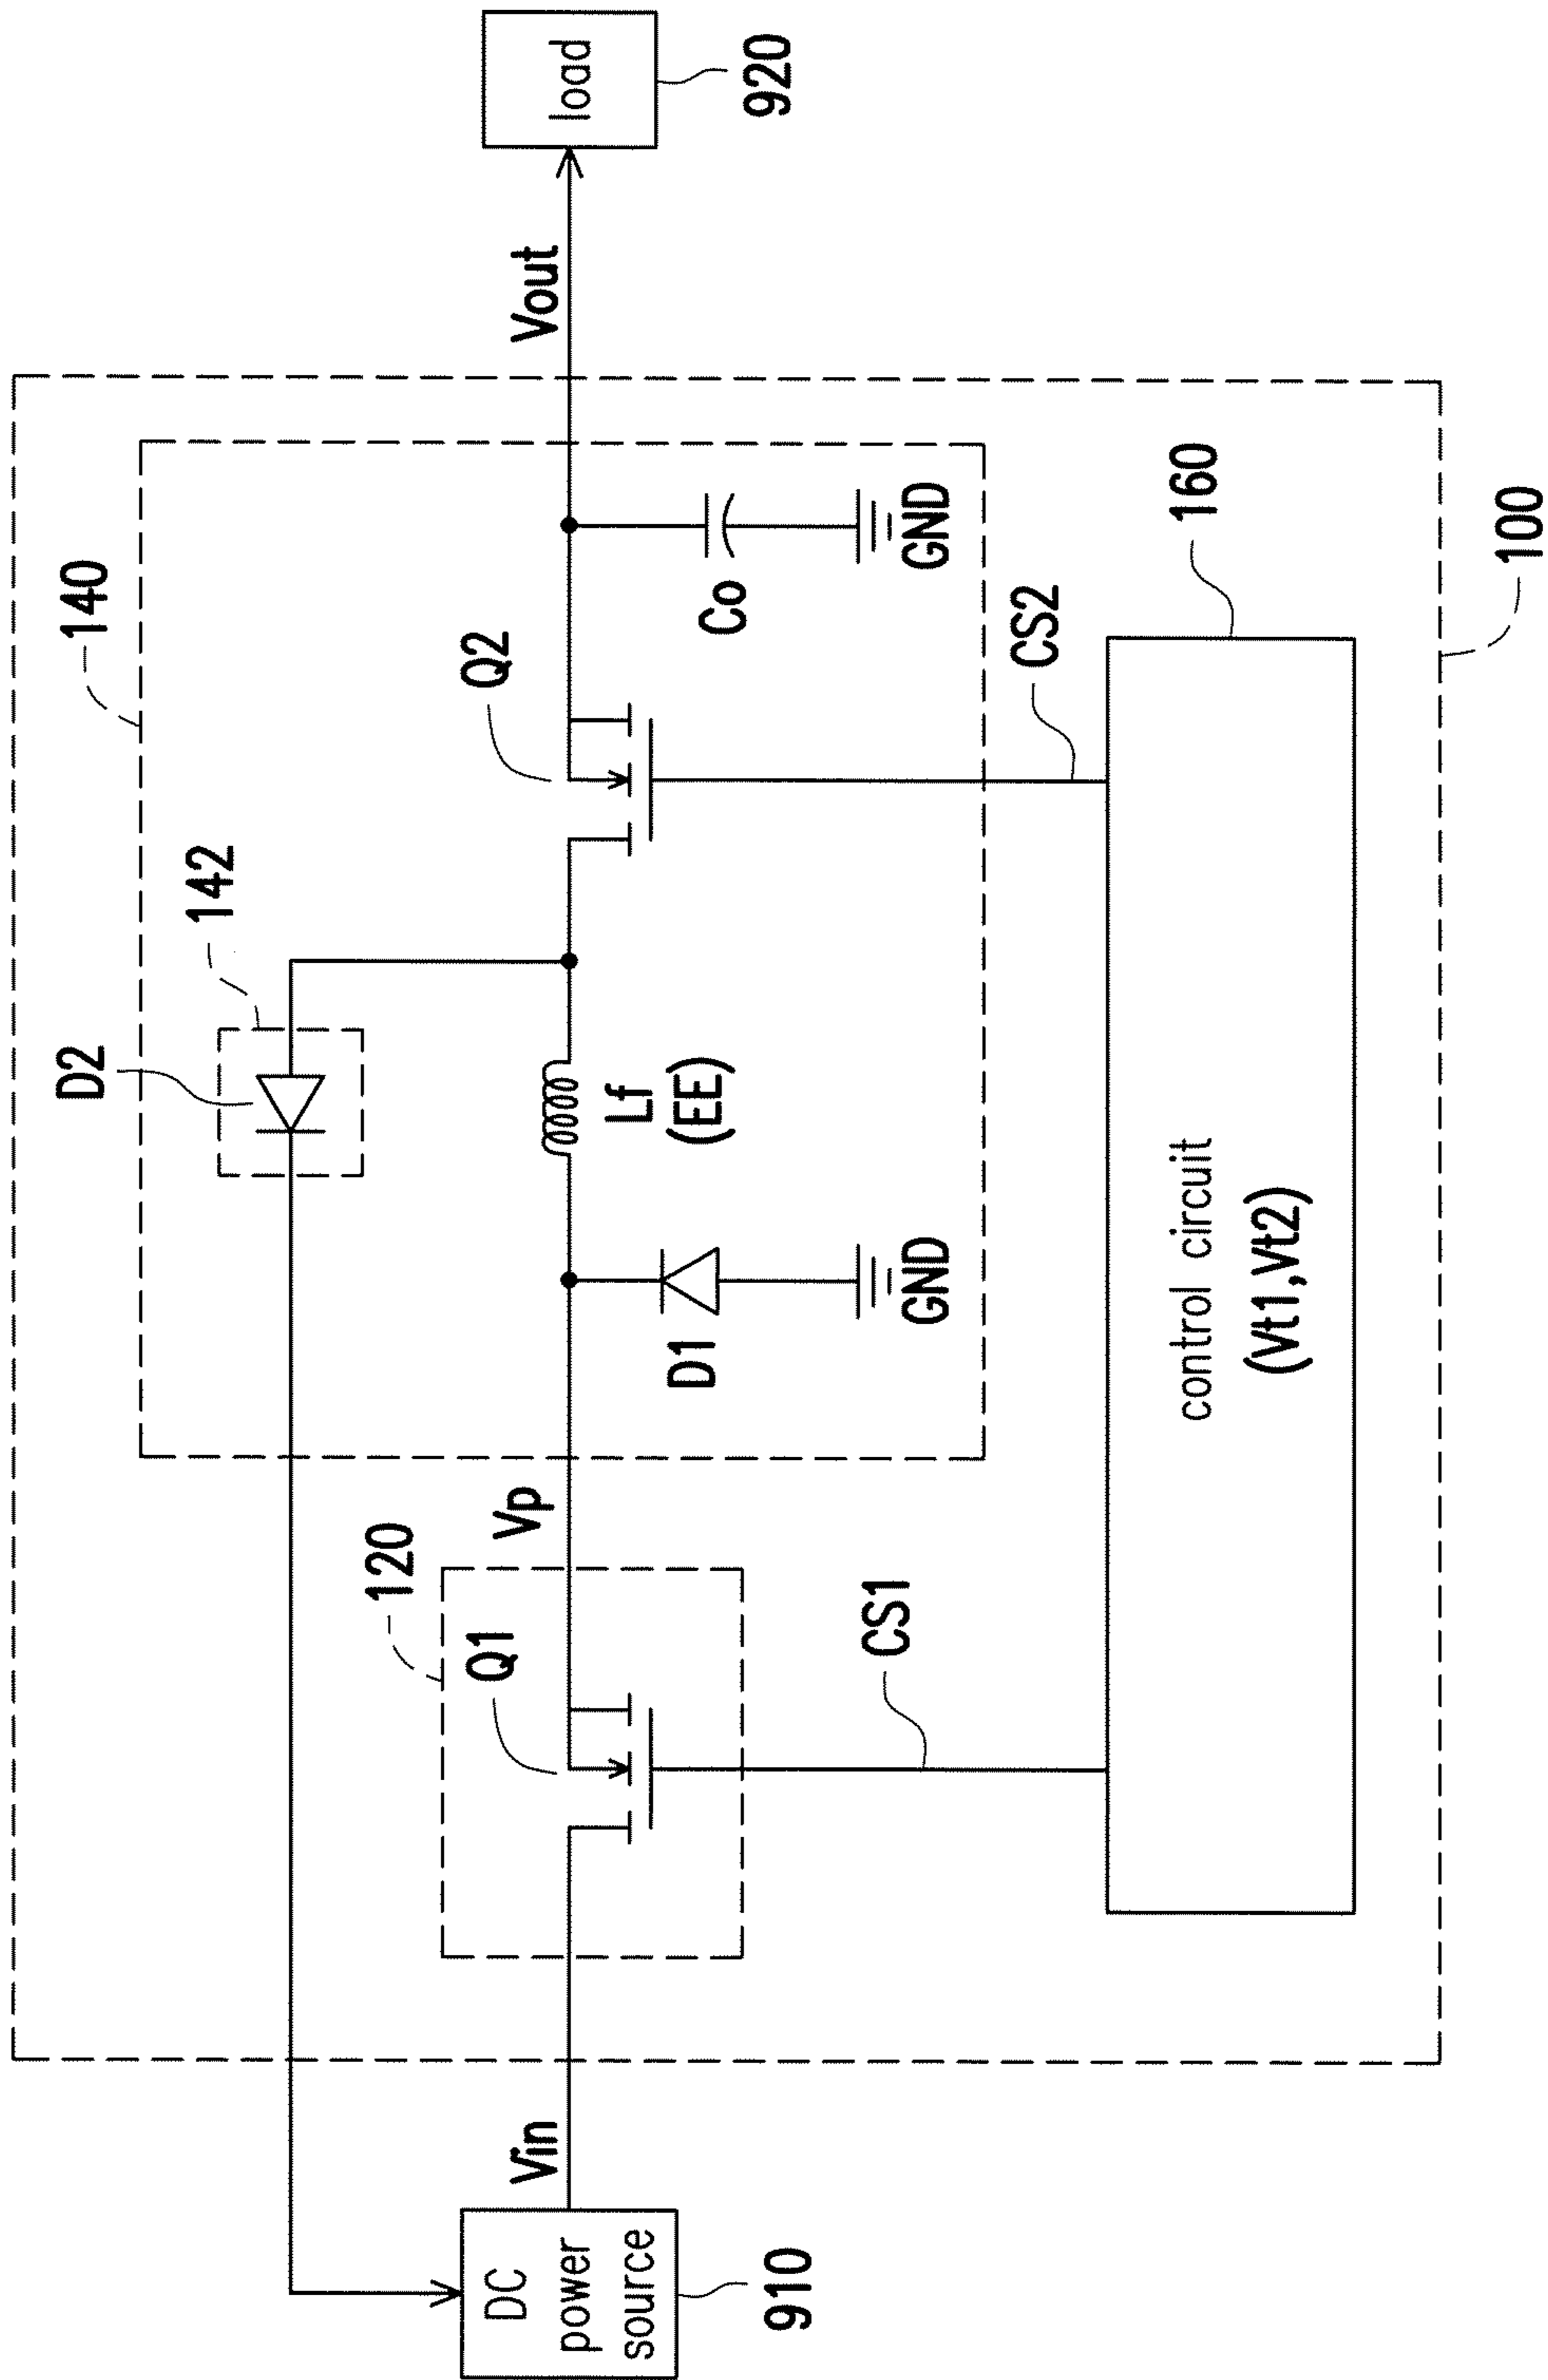 140
142
D2
120
Q1
Q2
DC
power
source
910
Vin
Vp
Vout
load
920
Lf
(EE)
D1
GND
Co
GND
CS1
CS2
control circuit
(Vt1,Vt2)
160
100